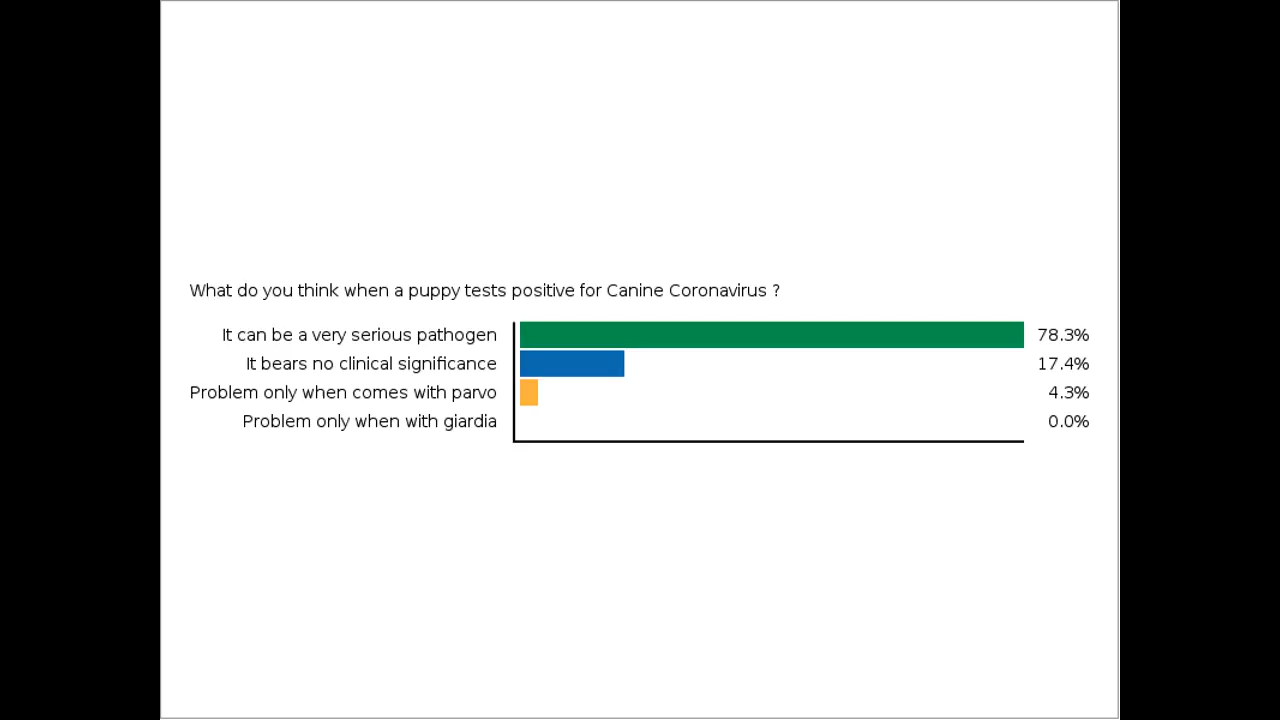 What do you think when a puppy tests positive for Canine Coronavirus ?
It can be a very serious pathogen 78.3%
It bears no clinical significance 17.4%
Problem only when comes with parvo 4.3%
Problem only when with giardia 0.0%